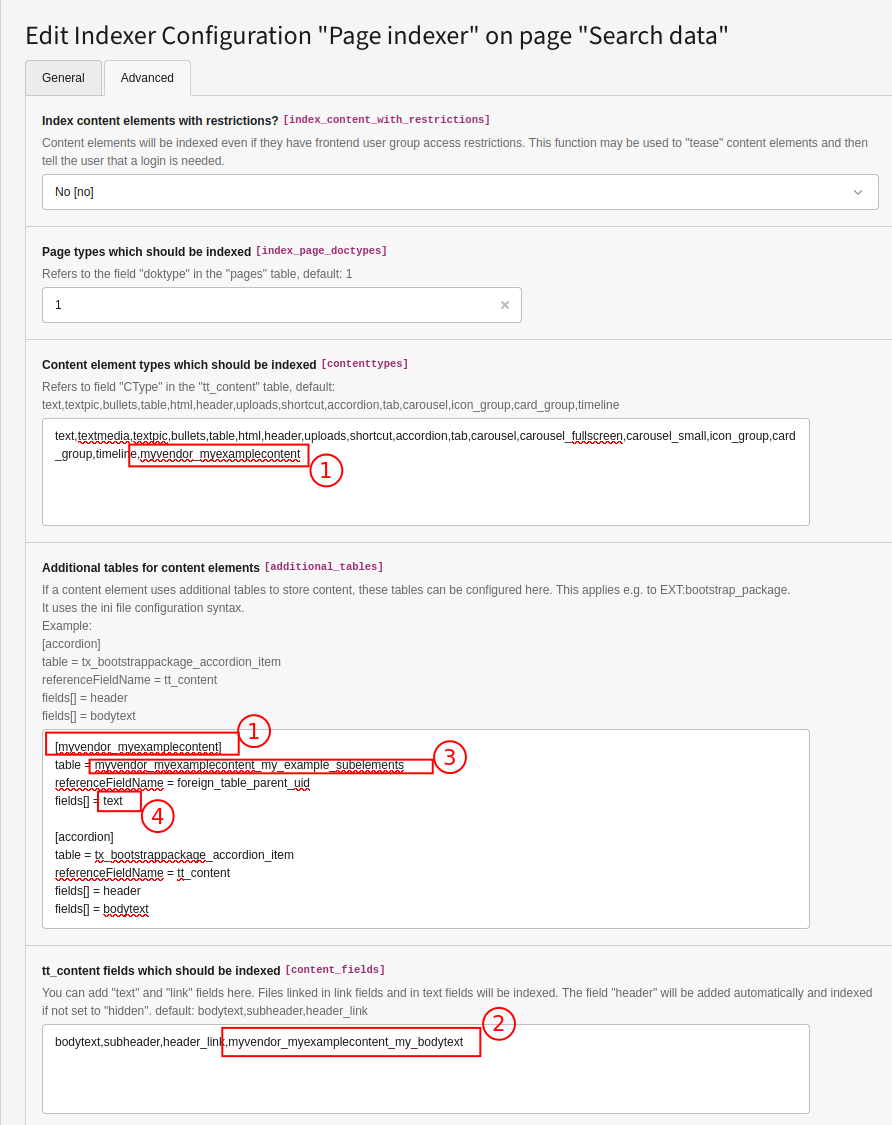 Edit Indexer Configuration "Page indexer" on page "Search data"
General
Advanced
Index content elements with restrictions? [index_content_with_restrictions]
Content elements will be indexed even if they have frontend user group access restrictions. This function may be used to "tease" content elements and then
tell the user that a login is needed.
No [no]
Page types which should be indexed [index_page_doctypes]
Refers to the field "doktype" in the "pages" table, default: 1
1
Content element types which should be indexed [contenttypes]
Refers to field "CType" in the "tt_content" table, default:
text,textpic,bullets,table,html,header,uploads,shortcut,accordion,tab,carousel,icon_group,card_group,timeline
text,textmedia,textpic,bullets,table,html,header,uploads,shortcut,accordion,tab,carousel,carousel_fullscreen,carousel_small,icon_group,card
_group,timeline,myvendor_myexamplecontent
1
Additional tables for content elements [additional_tables]
If a content element uses additional tables to store content, these tables can be configured here. This applies e.g. to EXT:bootstrap_package.
It uses the ini file configuration syntax.
Example:
[accordion]
table = tx_bootstrappackage_accordion_item
referenceFieldName = tt_content
fields[] = header
fields[] = bodytext
[myvendor_myexamplecontent]
1
table = myvendor_myexamplecontent_my_example_subelements
3
referenceFieldName = foreign_table_parent_uid
fields[] = text
4
[accordion]
table = tx_bootstrappackage_accordion_item
referenceFieldName = tt_content
fields[] = header
fields[] = bodytext
tt_content fields which should be indexed [content_fields]
You can add "text" and "link" fields here. Files linked in link fields and in text fields will be indexed. The field "header" will be added automatically and indexed
if not set to "hidden". default: bodytext,subheader,header_link
2
bodytext,subheader,header_link,myvendor_myexamplecontent_my_bodytext